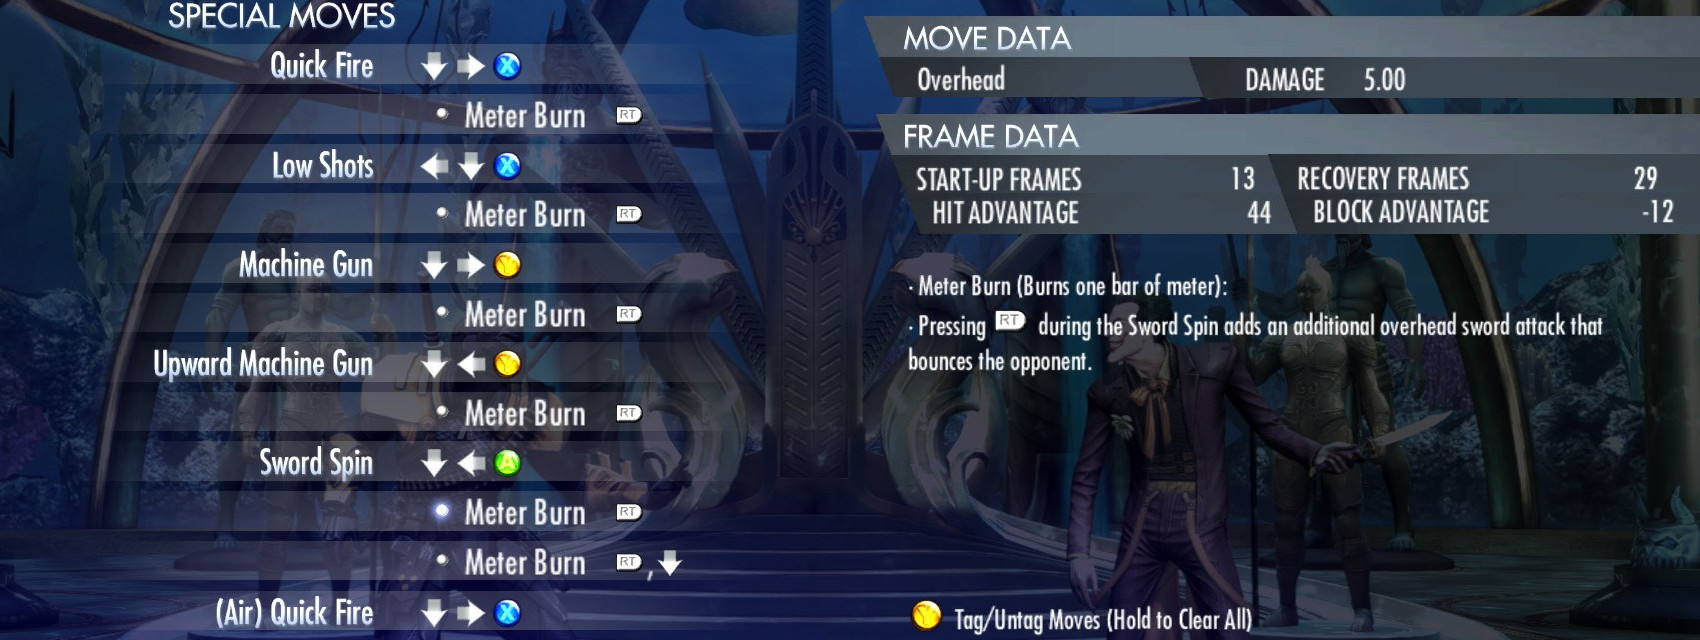 SPECIAL MOVES
Quick Fire X
Meter Burn RT
Low Shots X
Meter Burn RT
Machine Gun Y
Meter Burn RT
Upward Machine Gun Y
Meter Burn RT
Sword Spin A
Meter Burn RT
Meter Burn RT ,
(Air) Quick Fire X
MOVE DATA
Overhead DAMAGE 5.00
FRAME DATA
START-UP FRAMES 13 RECOVERY FRAMES 29
HIT ADVANTAGE 44 BLOCK ADVANTAGE -12
· Meter Burn (Burns one bar of meter):
· Pressing RT during the Sword Spin adds an additional overhead sword attack that
bounces the opponent.
Y Tag/Untag Moves (Hold to Clear All)